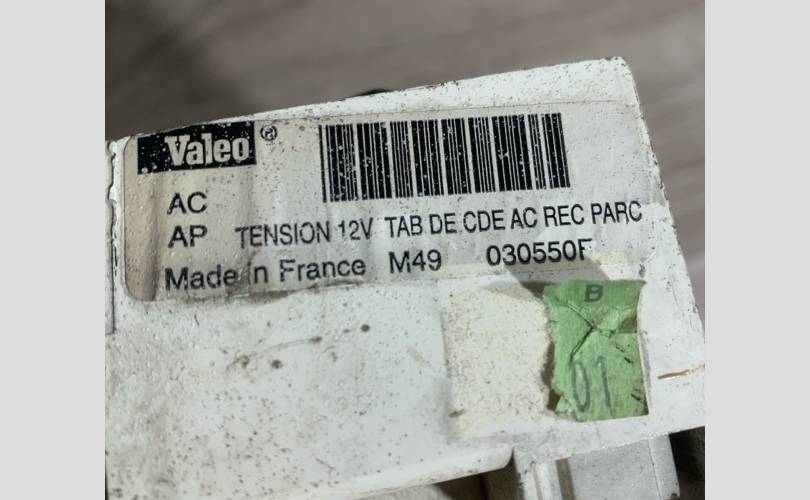 Valeo®
AC
AP TENSION 12V TAB DE CDE AC REC PARC
Made in France M49 030550F
B
01